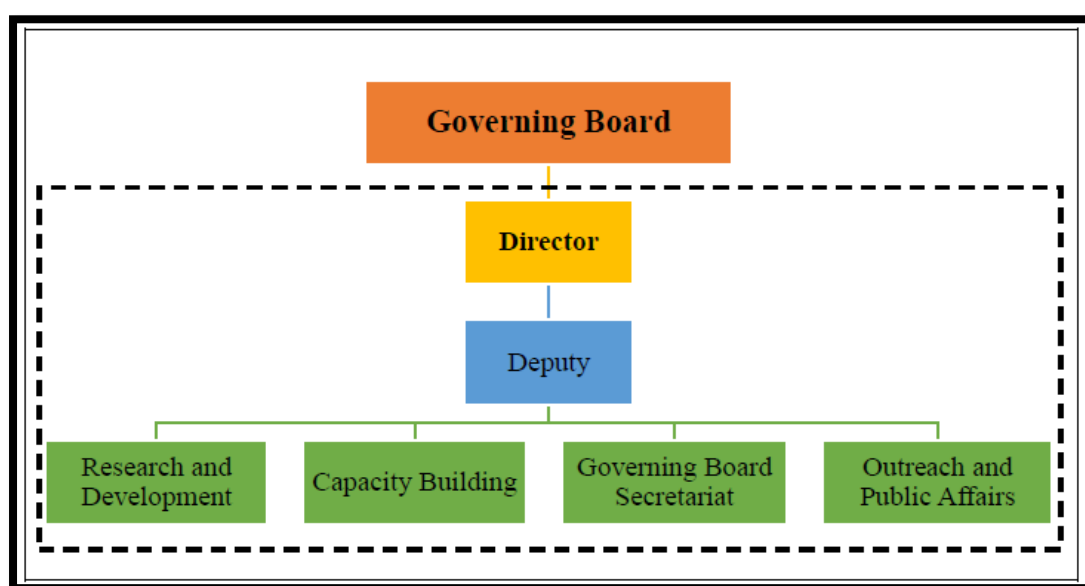 Governing Board
Director
Deputy
Research and
Development
Capacity Building
Governing Board
Secretariat
Outreach and
Public Affairs